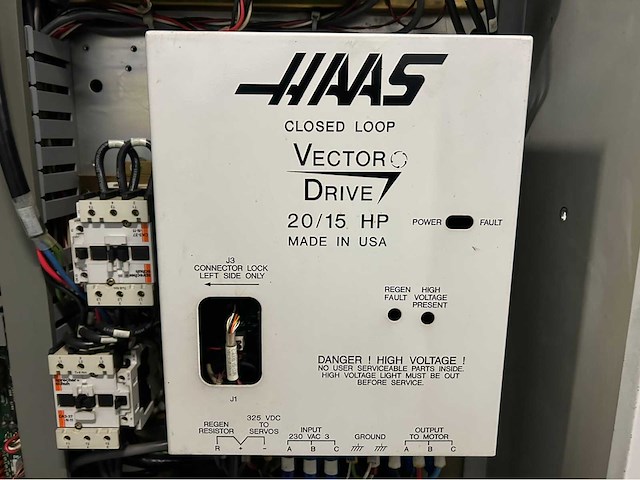 HAAS
CLOSED LOOP
VECTOR
DRIVE
20/15 HP
MADE IN USA
POWER FAULT
J3
CONNECTOR LOCK
LEFT SIDE ONLY
REGEN FAULT
HIGH VOLTAGE PRESENT
DANGER ! HIGH VOLTAGE !
NO USER SERVICEABLE PARTS INSIDE.
HIGH VOLTAGE LIGHT MUST BE OUT
BEFORE SERVICE.
J1
REGEN
RESISTOR
325 VDC
TO
SERVOS
R + -
INPUT
230 VAC 3
A B C
GROUND
OUTPUT
TO MOTOR
A B C